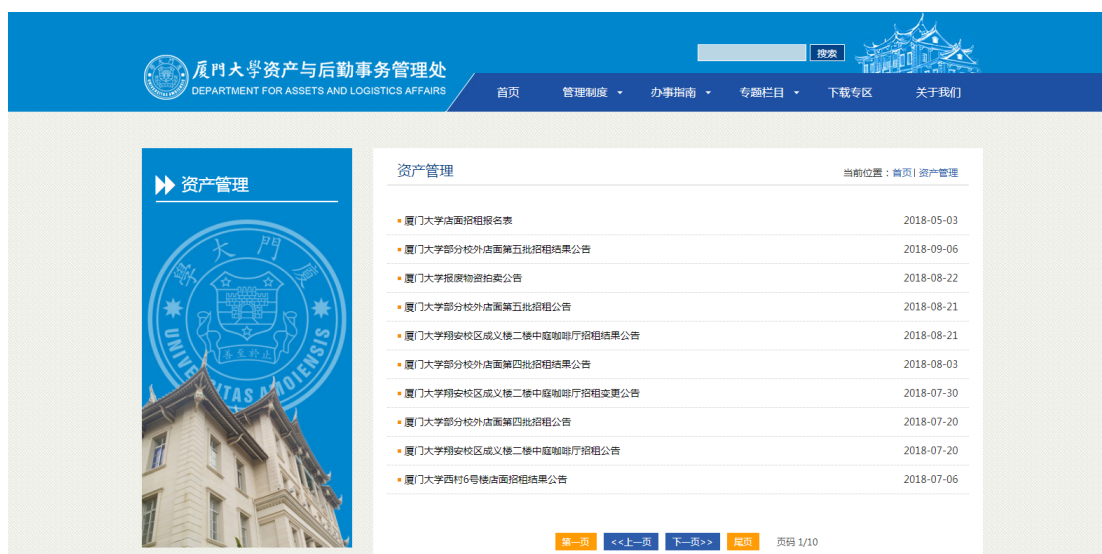 搜索
厦門大學资产与后勤事务管理处
DEPARTMENT FOR ASSETS AND LOGISTICS AFFAIRS
首页 管理制度 办事指南 专题栏目 下载专区 关于我们
资产管理
資产管理
当前位置：首页| 资产管理
厦门大学店面招租报名表 2018-05-03
厦门大学部分校外店面第五批招租结果公告 2018-09-06
厦门大学报废物资拍卖公告 2018-08-22
厦门大学部分校外店面第五批招租公告 2018-08-21
厦门大学翔安校区成义楼二楼中庭咖啡厅招租结果公告 2018-08-21
厦门大学部分校外店面第四批招租结果公告 2018-08-03
厦门大学翔安校区成义楼二楼中庭咖啡厅招租变更公告 2018-07-30
厦门大学部分校外店面第四批招租公告 2018-07-20
厦门大学翔安校区成义楼二楼中庭咖啡厅招租公告 2018-07-20
厦门大学西村6号楼店面招租结果公告 2018-07-06
第一页 <<上一页 下一页>> 尾页 页码 1/10
學大門廈
UNIVERSITAS AMOIENSIS